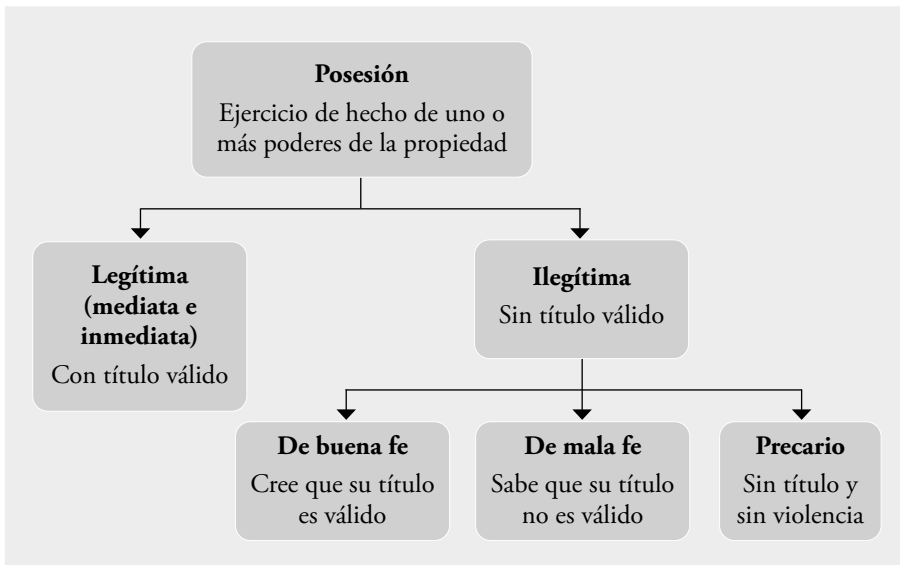 Posesión
Ejercicio de hecho de uno o
más poderes de la propiedad
Legítima
(mediata e
inmediata)
Con título válido
Ilegítima
Sin título válido
De buena fe
Cree que su título
es válido
De mala fe
Sabe que su título
no es válido
Precario
Sin título y
sin violencia